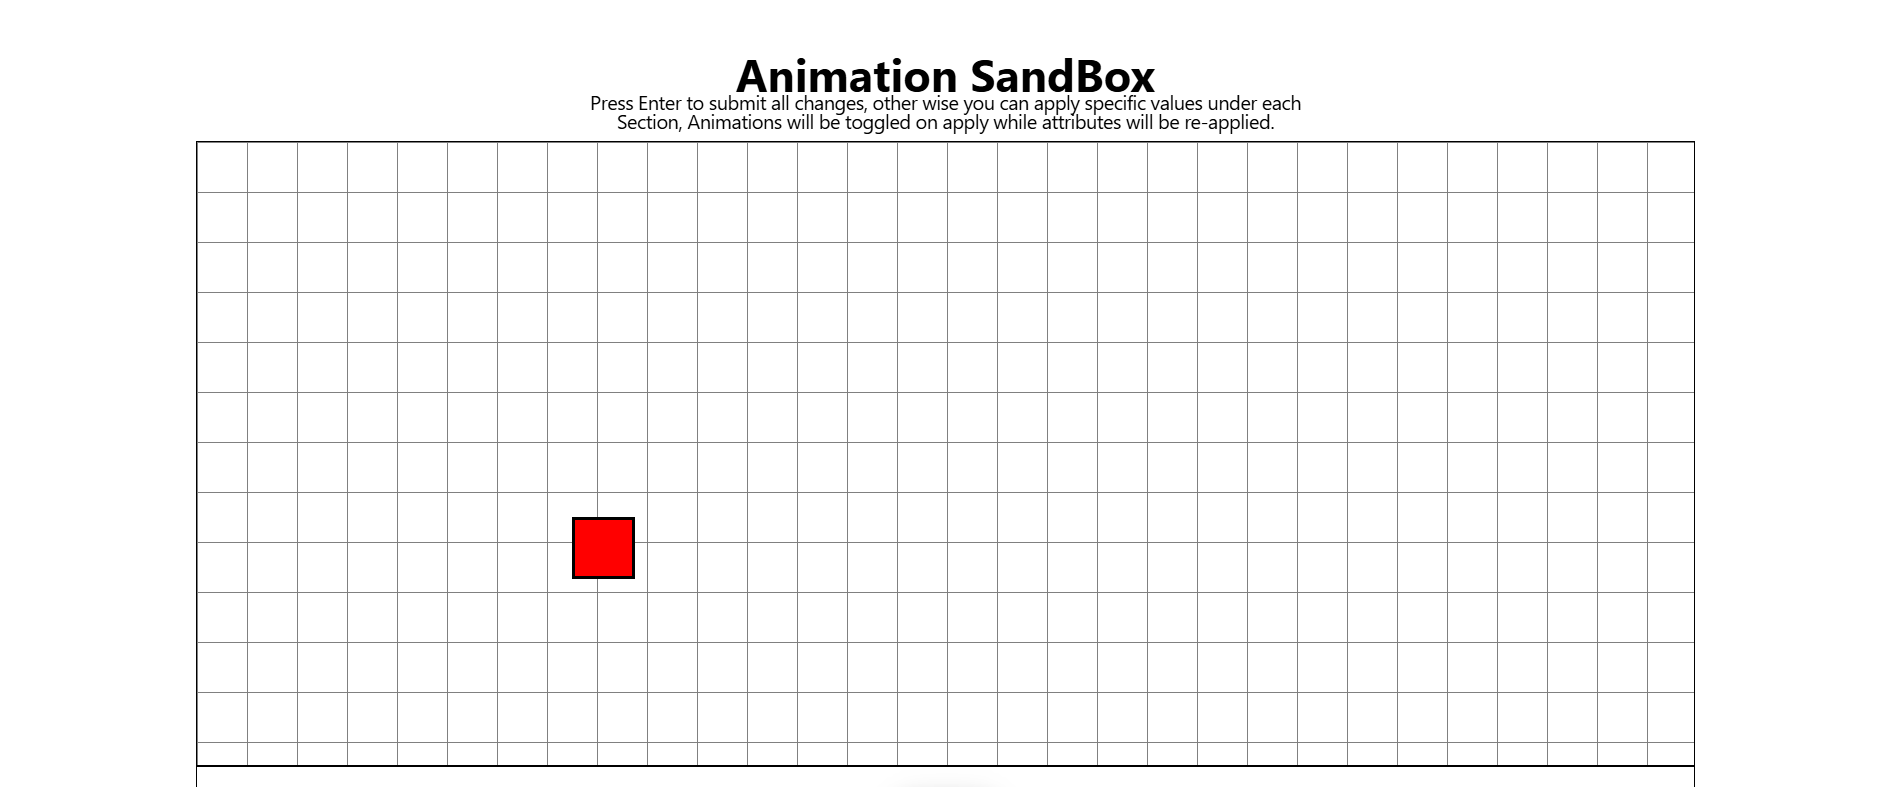 Animation SandBox
Press Enter to submit all changes, other wise you can apply specific values under each
Section, Animations will be toggled on apply while attributes will be re-applied.